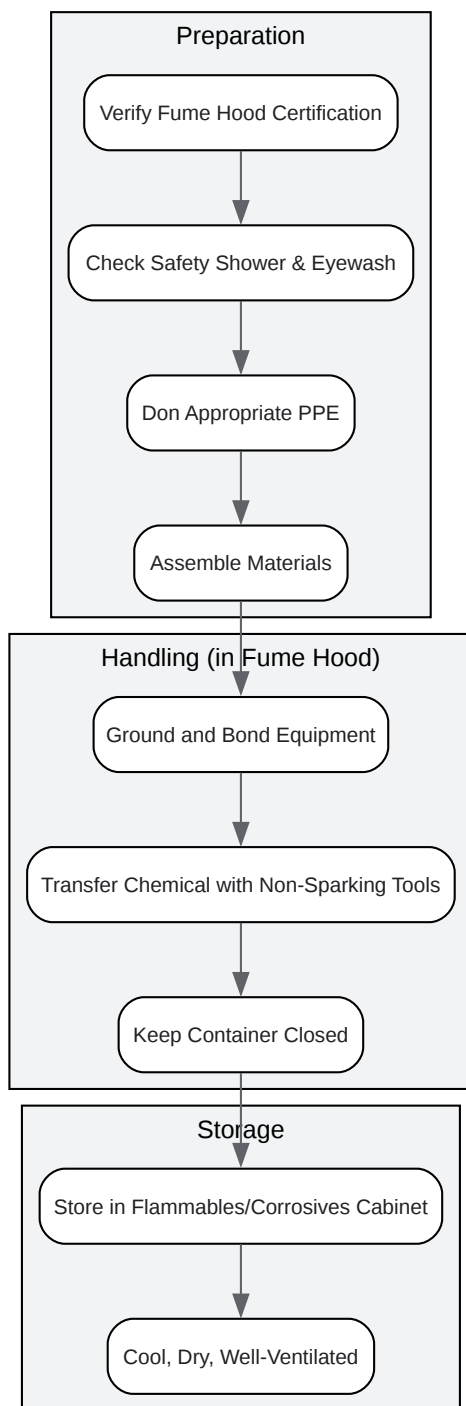 Preparation
Verify Fume Hood Certification
Check Safety Shower & Eyewash
Don Appropriate PPE
Assemble Materials
Handling (in Fume Hood)
Ground and Bond Equipment
Transfer Chemical with Non-Sparking Tools
Keep Container Closed
Storage
Store in Flammables/Corrosives Cabinet
Cool, Dry, Well-Ventilated